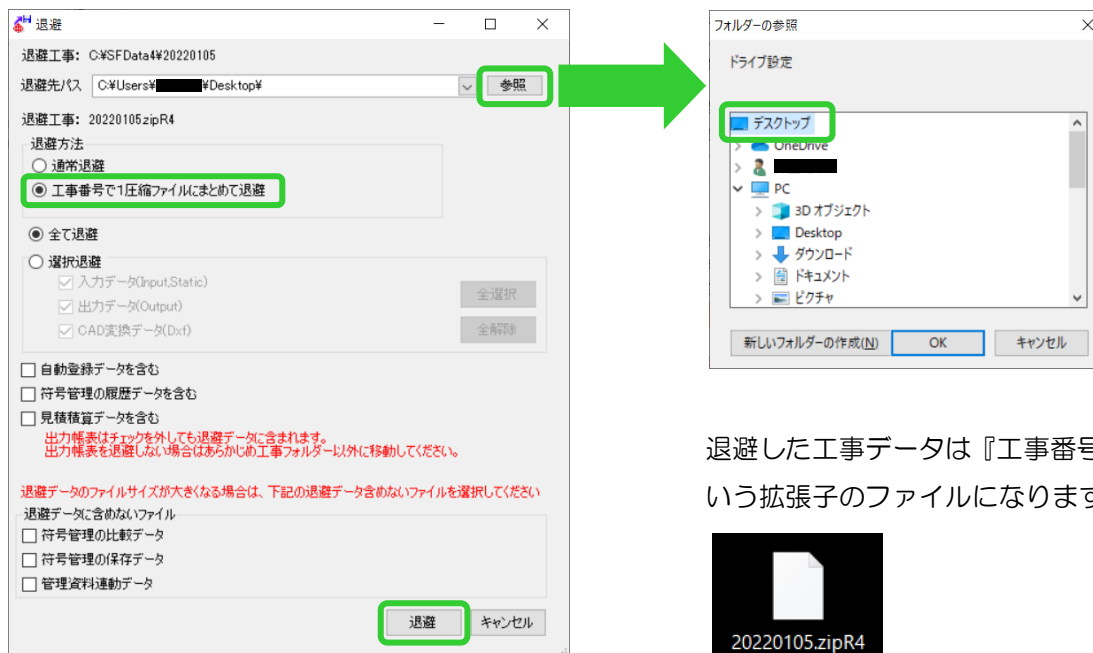 退避
退避工事: C:¥SFData4¥20220105
退避先パス C:¥Users¥ ¥Desktop¥ 参照
退避工事: 20220105.zipR4
退避方法
通常退避
工事番号で1圧縮ファイルにまとめて退避
全て退避
選択退避
入力データ(Input,Static)
出力データ(Output)
CAD変換データ(Dxf)
全選択
全解除
自動登録データを含む
符号管理の履歴データを含む
見積積算データを含む
出力帳表はチェックを外しても退避データに含まれます。
出力帳表を退避しない場合はあらかじめ工事フォルダー以外に移動してください。
退避データのファイルサイズが大きくなる場合は、下記の退避データ含めないファイルを選択してください
退避データに含めないファイル
符号管理の比較データ
符号管理の保存データ
管理資料連動データ
退避 キャンセル
フォルダーの参照
ドライブ設定
デスクトップ
OneDrive
PC
3D オブジェクト
Desktop
ダウンロード
ドキュメント
ピクチャ
新しいフォルダーの作成(N) OK キャンセル
退避した工事データは『工事番号
いう拡張子のファイルになります
20220105.zipR4